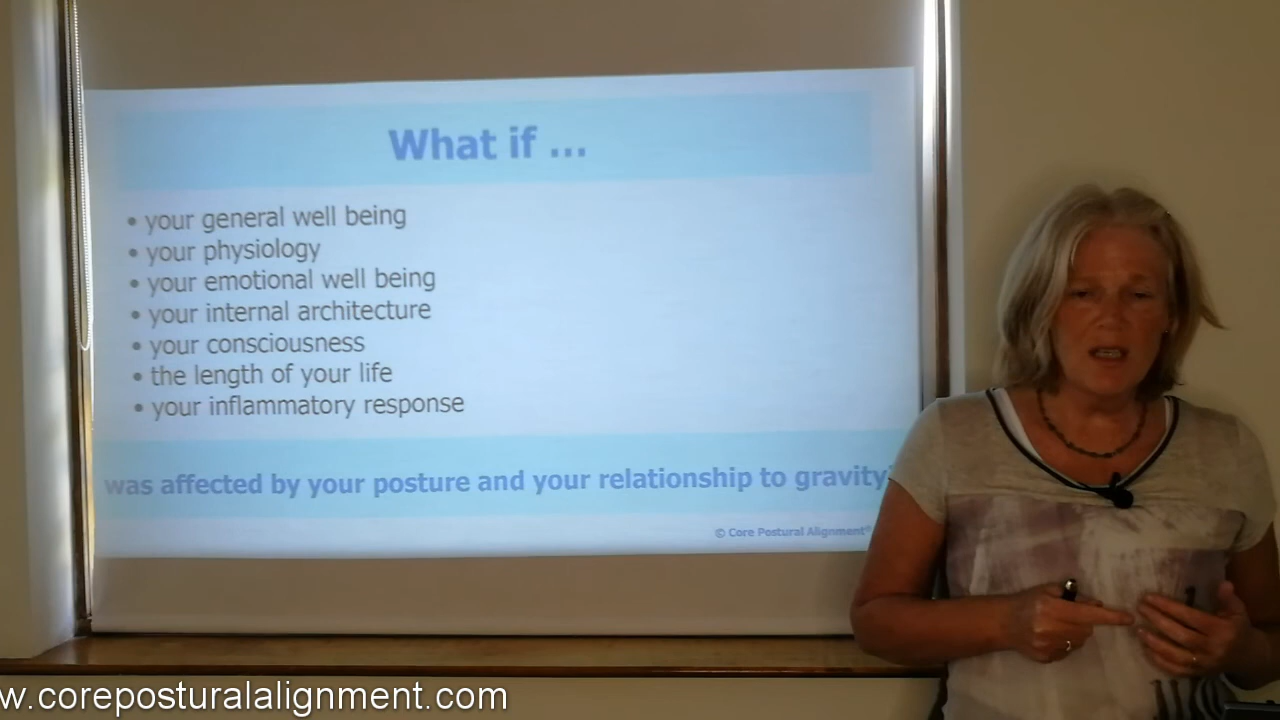 What if ...
• your general well being
• your physiology
• your emotional well being
• your internal architecture
• your consciousness
• the length of your life
• your inflammatory response
was affected by your posture and your relationship to gravity
© Core Postural Alignment®
w.coreposturalalignment.com